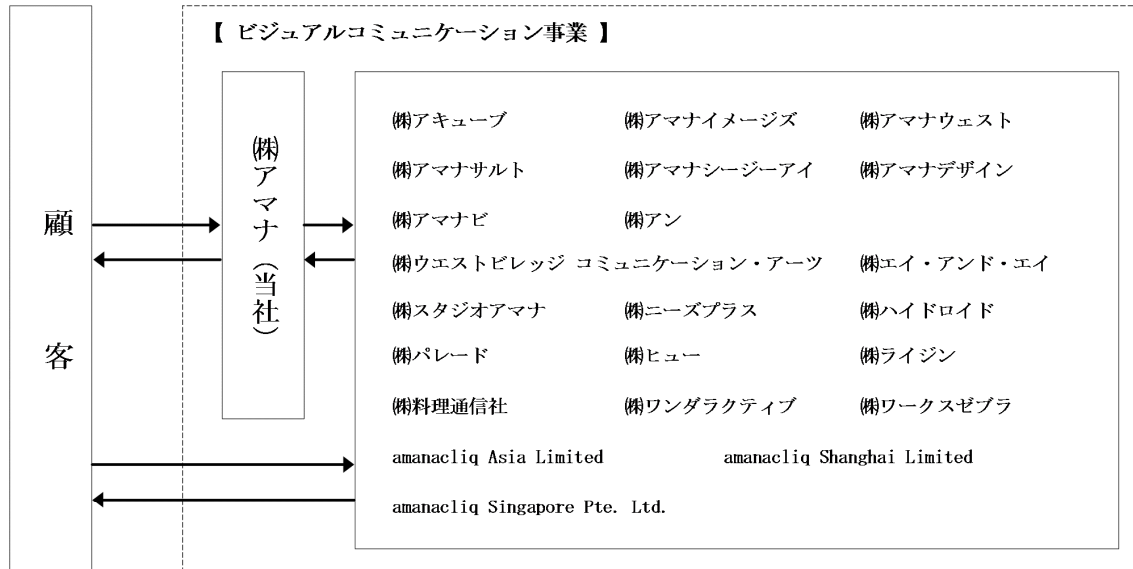 【 ビジュアルコミュニケーション事業 】
顧客
㈱アマナ（当社）
㈱アキューブ ㈱アマナイメージズ ㈱アマナウェスト
㈱アマナサルト ㈱アマナシージーアイ ㈱アマナデザイン
㈱アマナビ ㈱アン
㈱ウエストビレッジ コミュニケーション・アーツ ㈱エイ・アンド・エイ
㈱スタジオアマナ ㈱ニーズプラス ㈱ハイドロイド
㈱パレード ㈱ヒュー ㈱ライジン
㈱料理通信社 ㈱ワンダラクティブ ㈱ワークスゼブラ
amanacliq Asia Limited amanacliq Shanghai Limited
amanacliq Singapore Pte. Ltd.